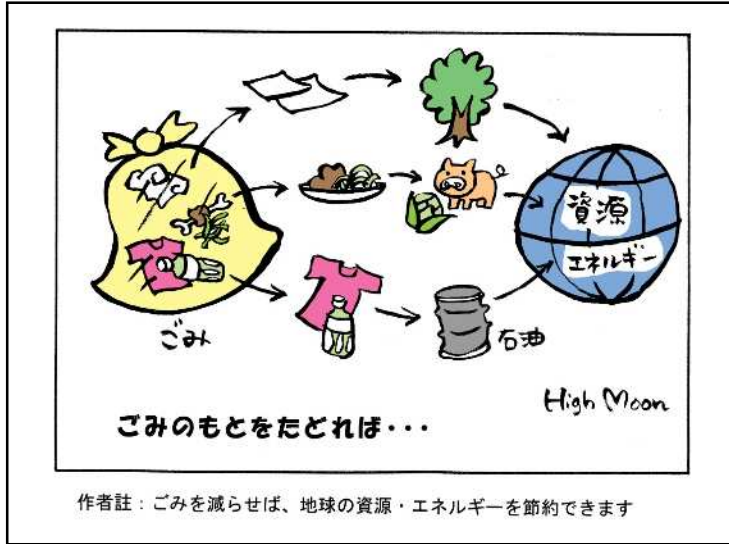 資源
エネルギー
ごみ
石油
High Moon
ごみのもとをたどれば・・・
作者註：ごみを減らせば、地球の資源・エネルギーを節約できます